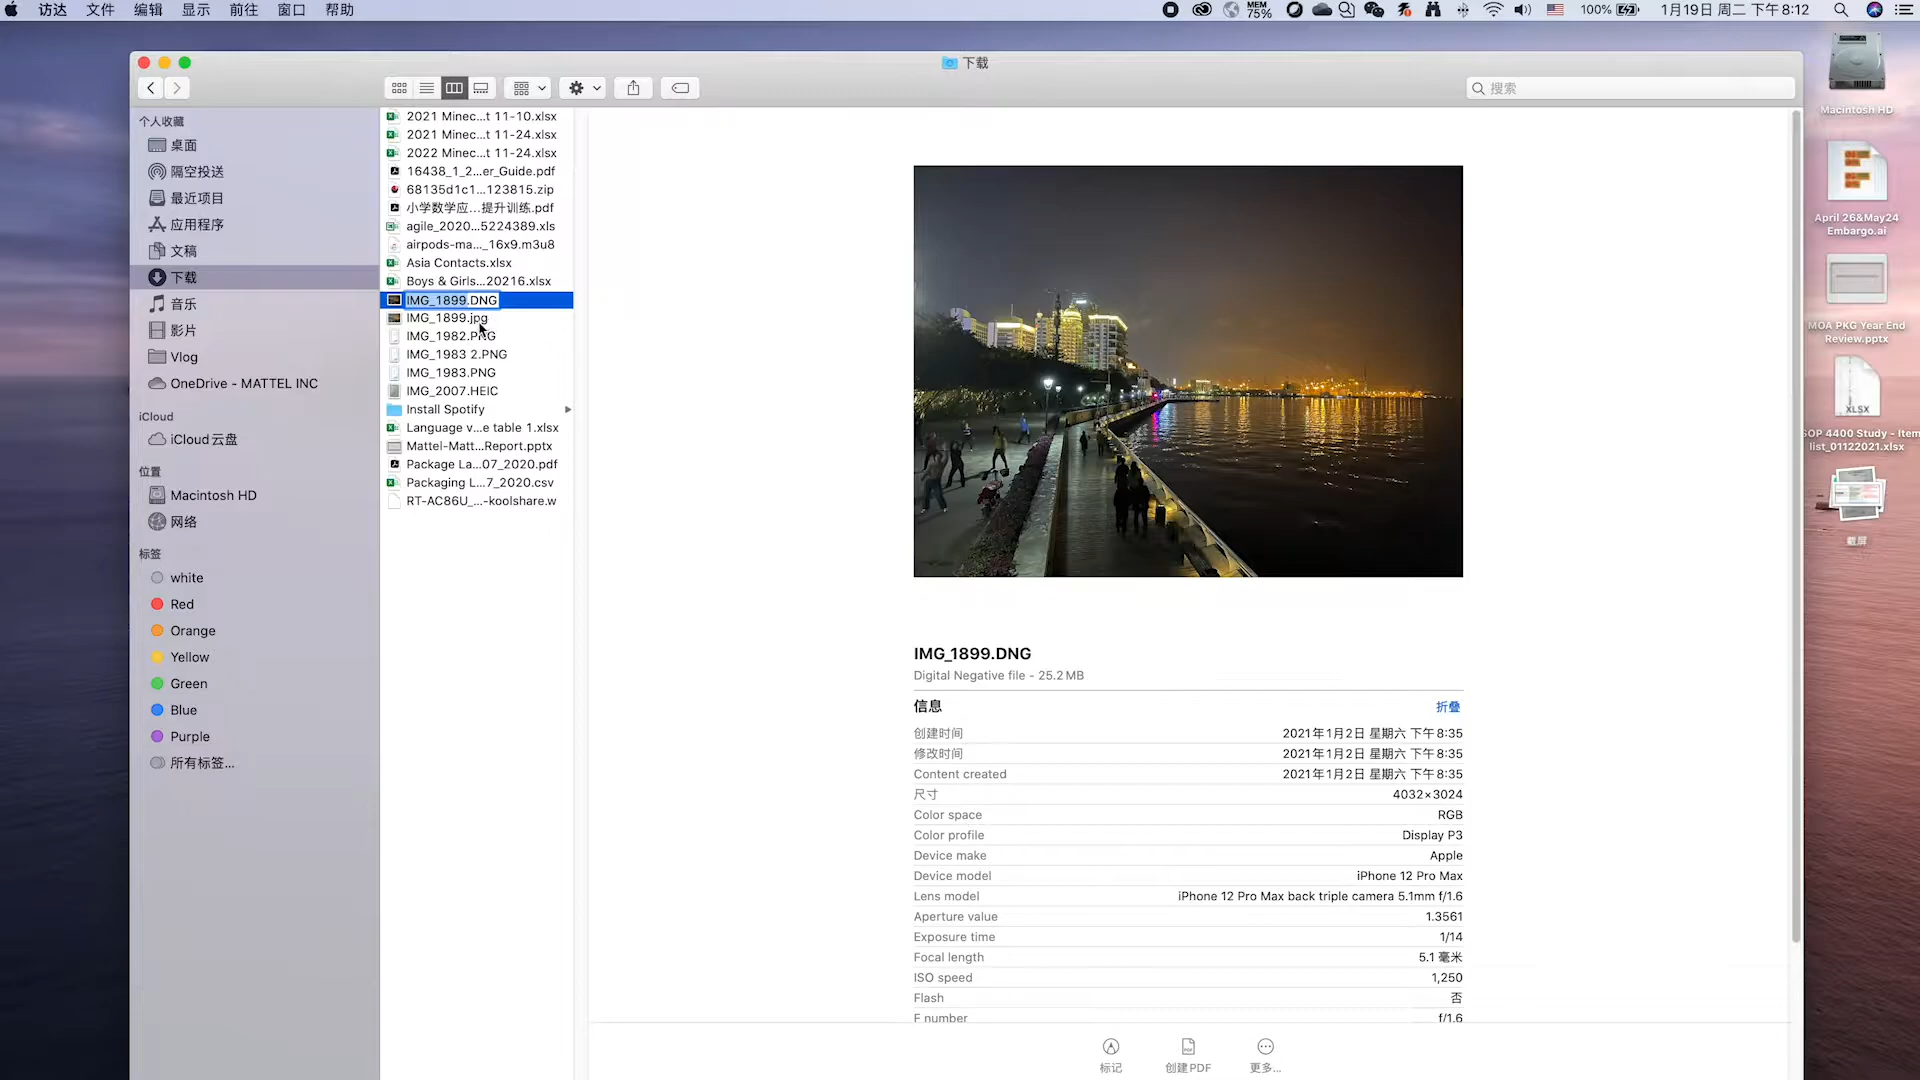 访达 文件 编辑 显示 前往 窗口 帮助 MEM 75% 100% 1月19日 周二 下午8:12
下载
搜索
个人收藏
桌面
隔空投送
最近项目
应用程序
文稿
下载
音乐
影片
Vlog
OneDrive - MATTEL INC
iCloud
iCloud云盘
位置
Macintosh HD
网络
标签
white
Red
Orange
Yellow
Green
Blue
Purple
所有标签...
2021 Minec...t 11-10.xlsx
2021 Minec...t 11-24.xlsx
2022 Minec...t 11-24.xlsx
16438_1_2...er_Guide.pdf
68135d1c1...123815.zip
小学数学应...提升训练.pdf
agile_2020...5224389.xls
airpods-ma..._16x9.m3u8
Asia Contacts.xlsx
Boys & Girls...20216.xlsx
IMG_1899.DNG
IMG_1899.jpg
IMG_1982.PNG
IMG_1983 2.PNG
IMG_1983.PNG
IMG_2007.HEIC
Install Spotify
Language v...e table 1.xlsx
Mattel-Matt...Report.pptx
Package La...07_2020.pdf
Packaging L...7_2020.csv
RT-AC86U_...-koolshare.w
IMG_1899.DNG
Digital Negative file - 25.2 MB
信息 折叠
创建时间 2021年1月2日 星期六 下午8:35
修改时间 2021年1月2日 星期六 下午8:35
Content created 2021年1月2日 星期六 下午8:35
尺寸 4032×3024
Color space RGB
Color profile Display P3
Device make Apple
Device model iPhone 12 Pro Max
Lens model iPhone 12 Pro Max back triple camera 5.1mm f/1.6
Aperture value 1.3561
Exposure time 1/14
Focal length 5.1 毫米
ISO speed 1,250
Flash 否
F number f/1.6
标记 创建PDF 更多...
Macintosh HD
April 26&May24
Embargo.ai
MOA PKG Year End
Review.pptx
XLSX
SOP 4400 Study - Item
list_01122021.xlsx
截屏